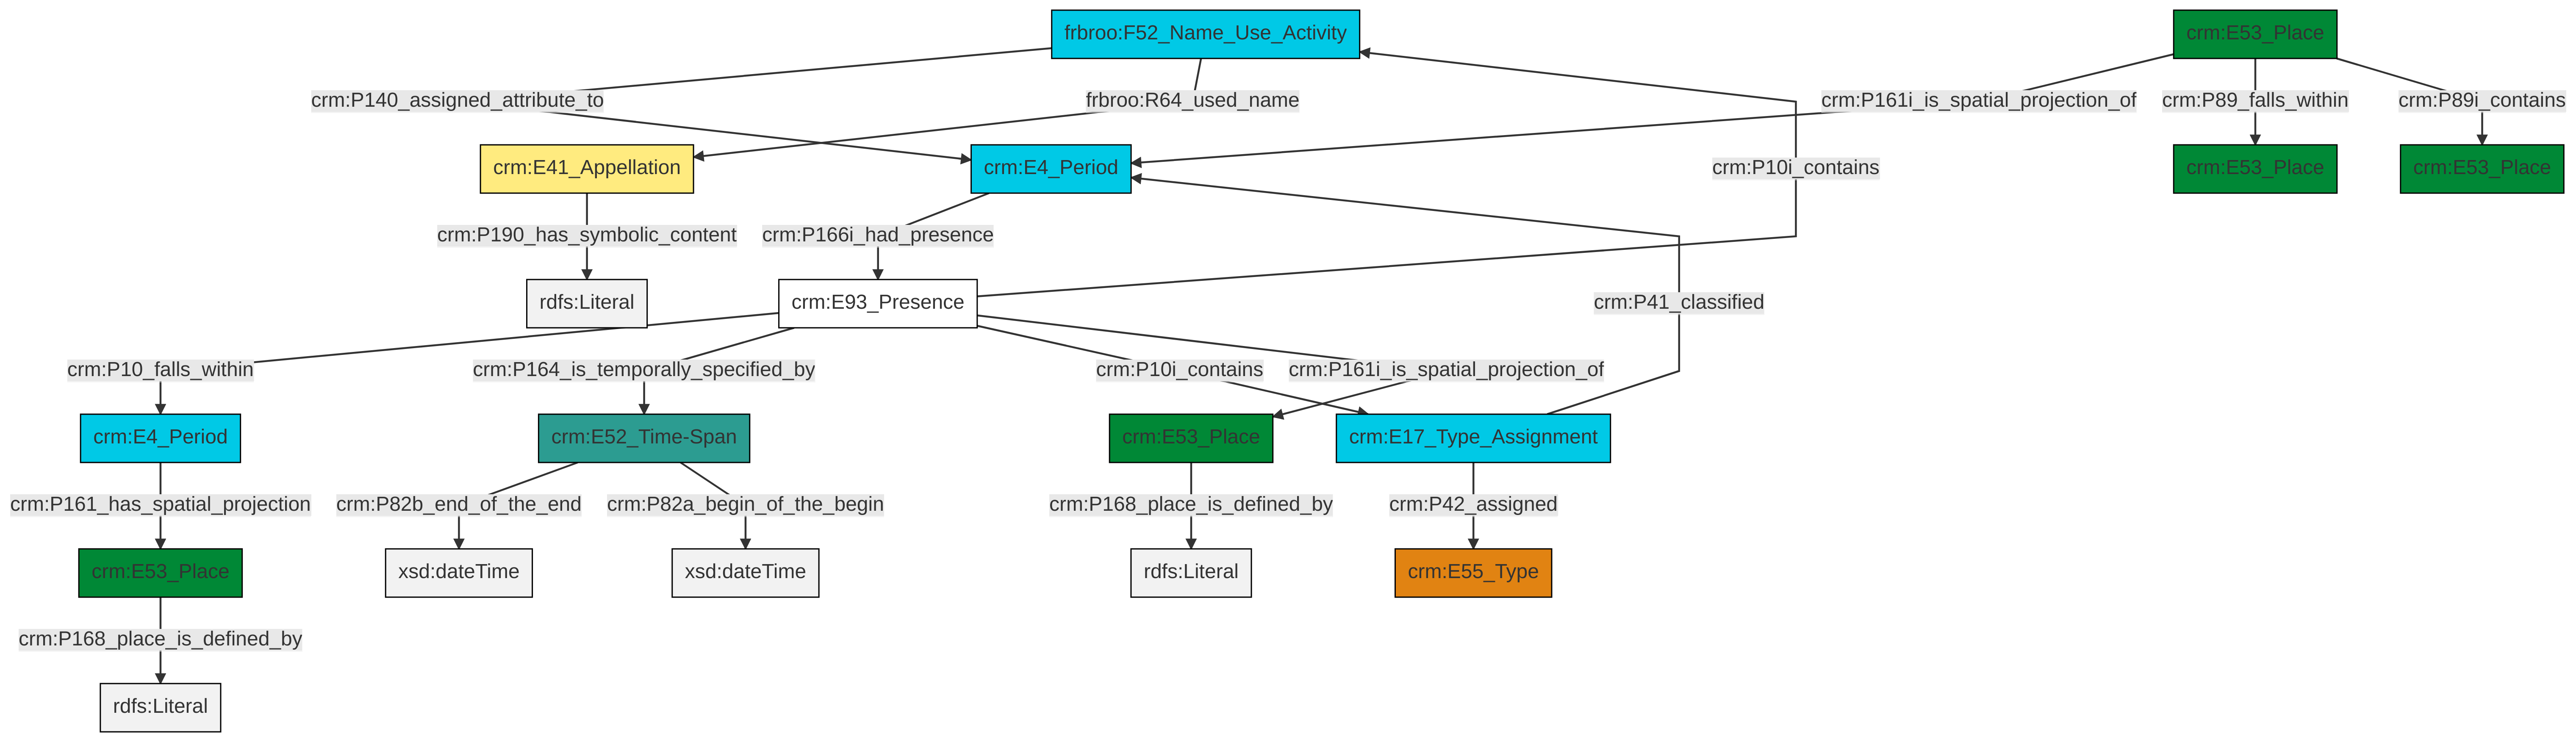 frbroo:F52_Name_Use_Activity
crm:E53_Place
crm:P140_assigned_attribute_to
frbroo:R64_used_name
crm:P161i_is_spatial_projection_of
crm:P89_falls_within
crm:P89i_contains
crm:E41_Appellation
crm:E4_Period
crm:P10i_contains
crm:E53_Place
crm:E53_Place
crm:P190_has_symbolic_content
crm:P166i_had_presence
rdfs:Literal
crm:E93_Presence
crm:P41_classified
crm:P10_falls_within
crm:P164_is_temporally_specified_by
crm:P10i_contains
crm:P161i_is_spatial_projection_of
crm:E4_Period
crm:E52_Time-Span
crm:E53_Place
crm:E17_Type_Assignment
crm:P161_has_spatial_projection
crm:P82b_end_of_the_end
crm:P82a_begin_of_the_begin
crm:P168_place_is_defined_by
crm:P42_assigned
crm:E53_Place
xsd:dateTime
xsd:dateTime
rdfs:Literal
crm:E55_Type
crm:P168_place_is_defined_by
rdfs:Literal